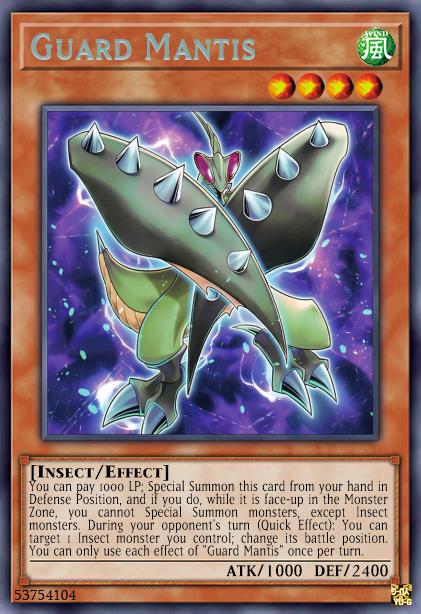 GUARD MANTIS
WIND
風
[INSECT/EFFECT]
You can pay 1000 LP; Special Summon this card from your hand in
Defense Position, and if you do, while it is face-up in the Monster
Zone, you cannot Special Summon monsters, except Insect
monsters. During your opponent's turn (Quick Effect): You can
target 1 Insect monster you control; change its battle position.
You can only use each effect of "Guard Mantis" once per turn.
ATK/1000 DEF/2400
53754104